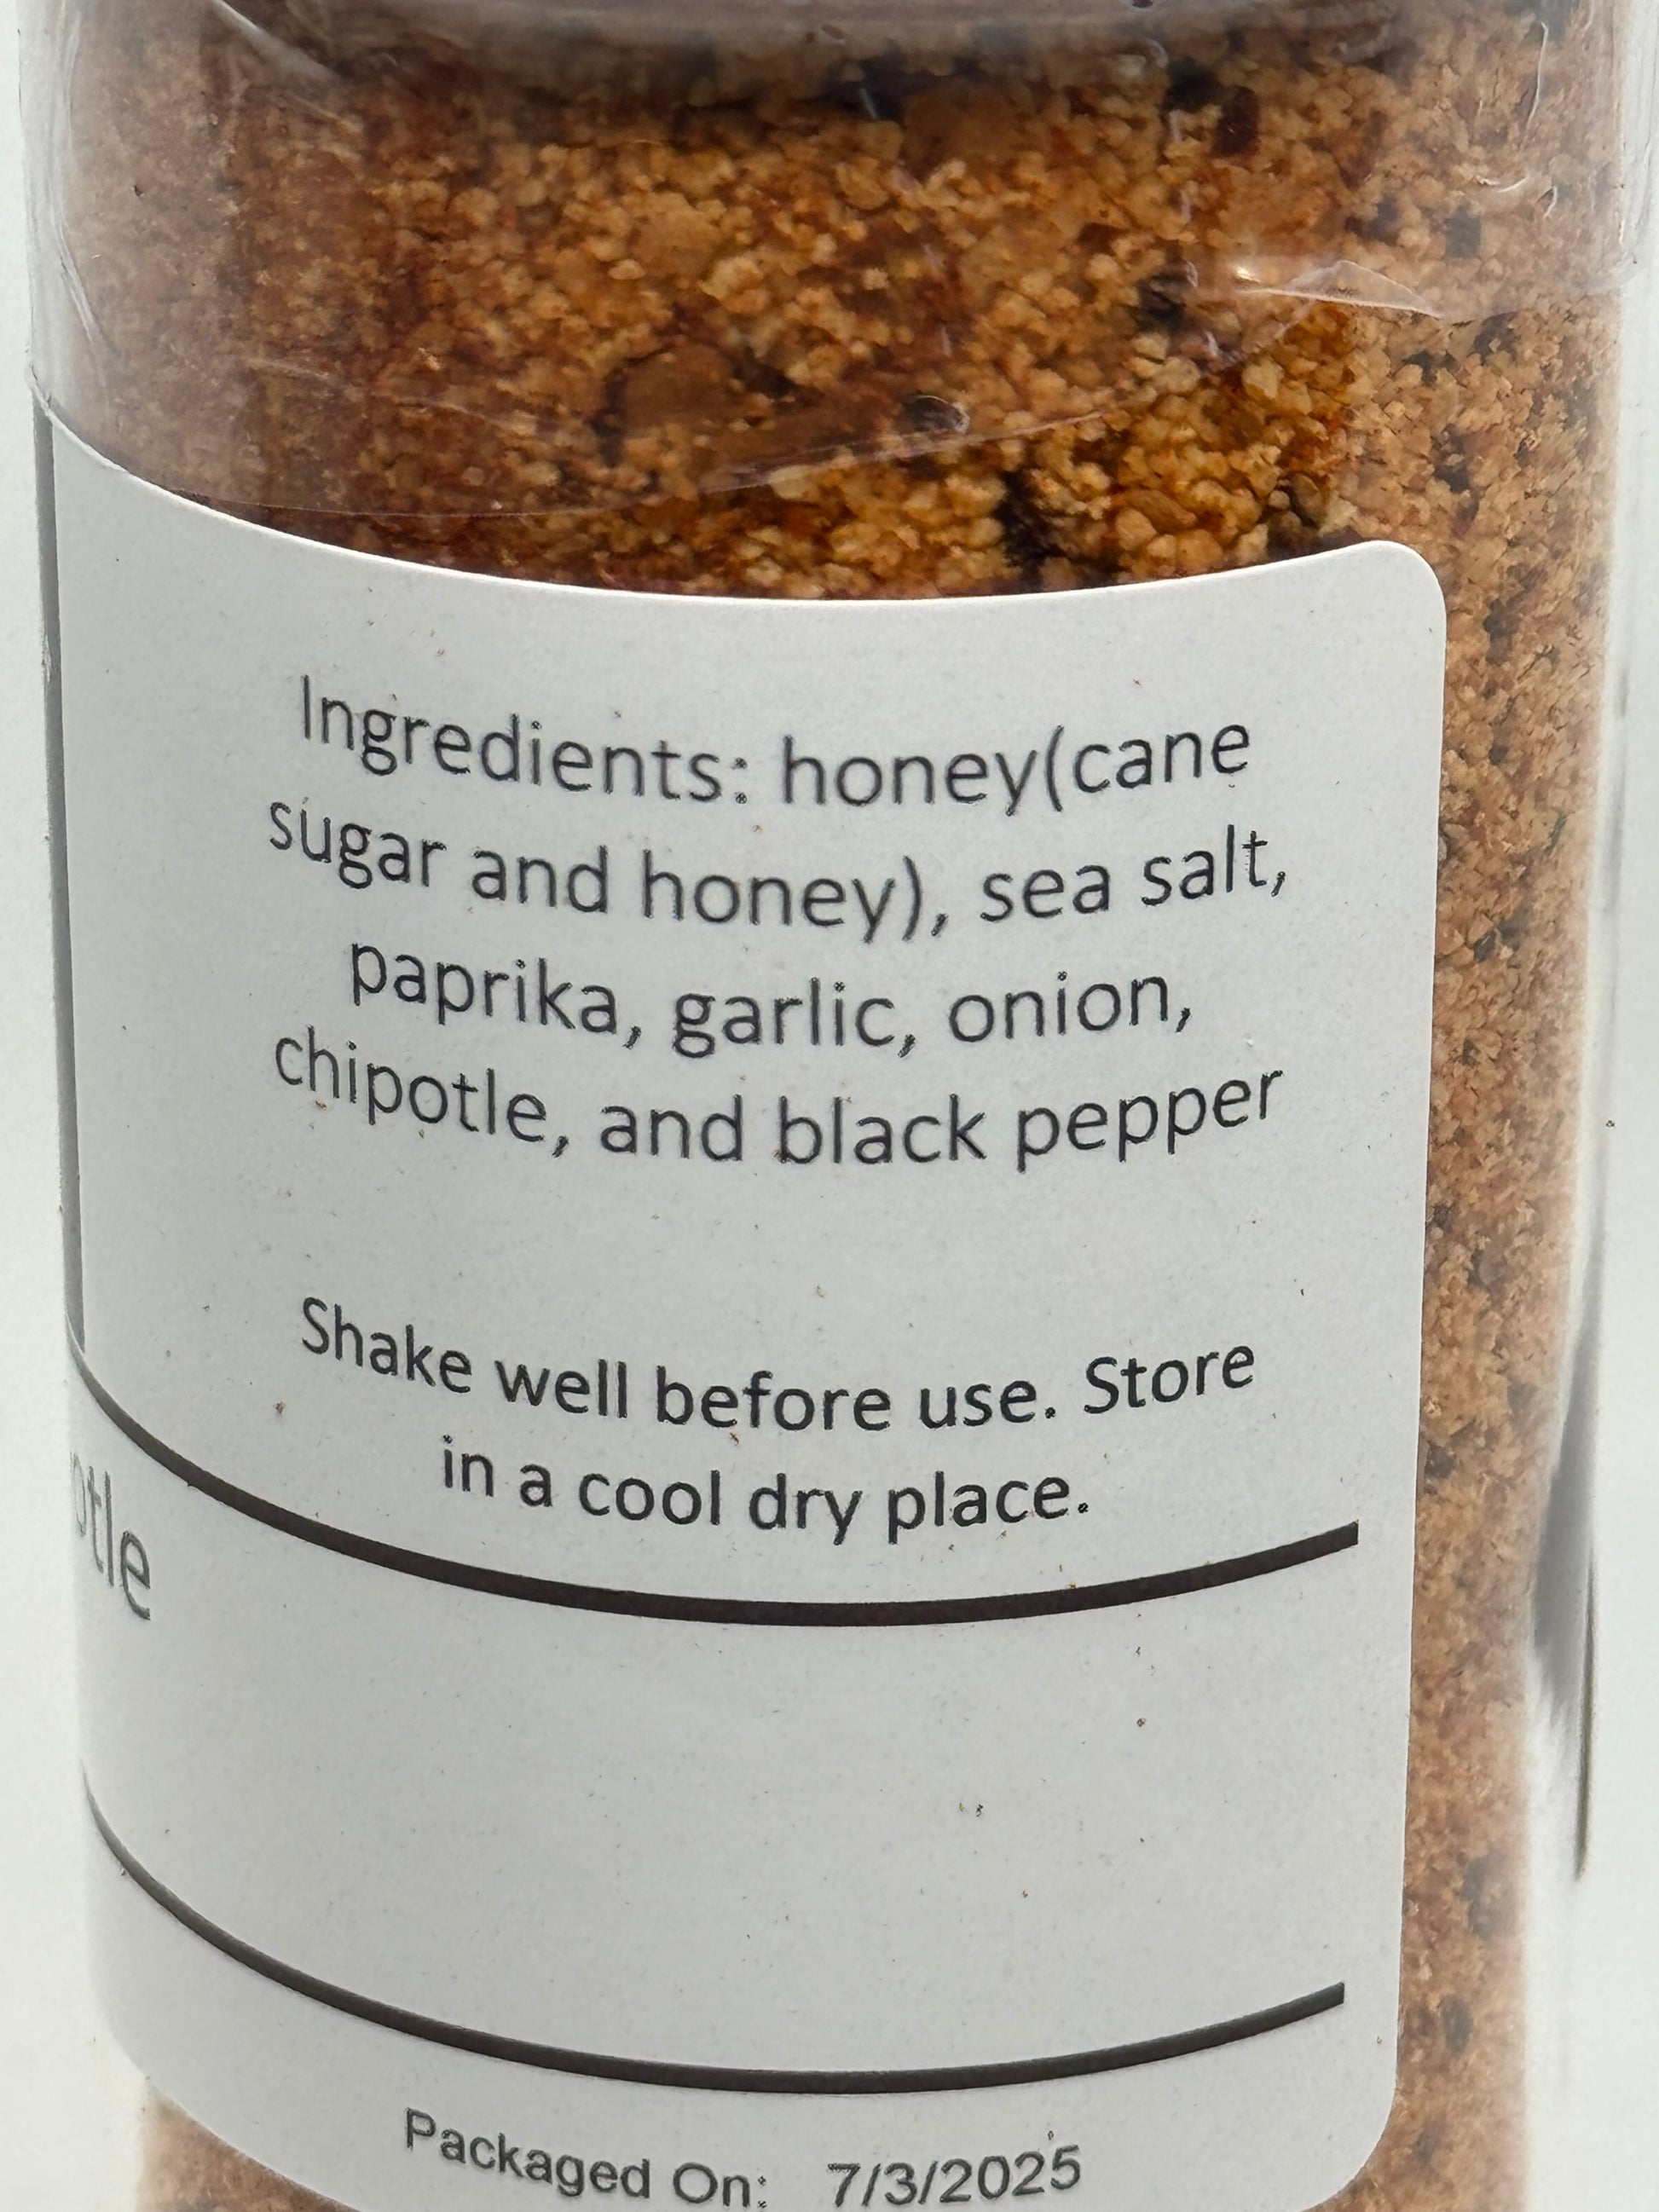 Ingredients: honey(cane
sugar and honey), sea salt,
paprika, garlic, onion,
chipotle, and black pepper
Shake well before use. Store
in a cool dry place.
Packaged On: 7/3/2025